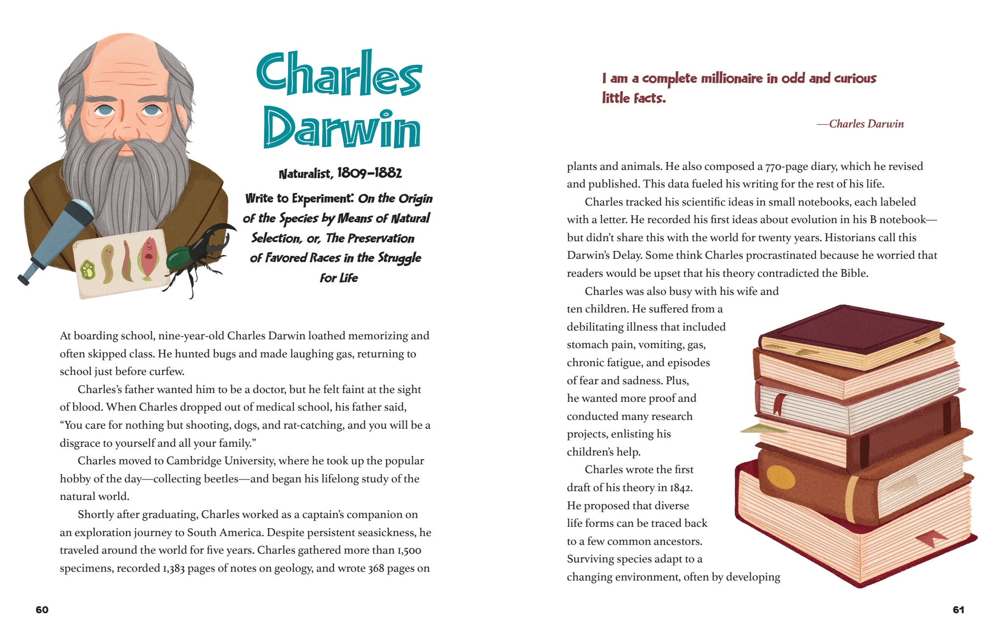 Charles
Darwin
Naturalist, 1809–1882
Write to Experiment: On the Origin
of the Species by Means of Natural
Selection, or, The Preservation
of Favored Races in the Struggle
for Life
At boarding school, nine-year-old Charles Darwin loathed memorizing and
often skipped class. He hunted bugs and made laughing gas, returning to
school just before curfew.
Charles’s father wanted him to be a doctor, but he felt faint at the sight
of blood. When Charles dropped out of medical school, his father said,
“You care for nothing but shooting, dogs, and rat-catching, and you will be a
disgrace to yourself and all your family.”
Charles moved to Cambridge University, where he took up the popular
hobby of the day—collecting beetles—and began his lifelong study of the
natural world.
Shortly after graduating, Charles worked as a captain’s companion on
an exploration journey to South America. Despite persistent seasickness, he
traveled around the world for five years. Charles gathered more than 1,500
specimens, recorded 1,383 pages of notes on geology, and wrote 368 pages on
60
I am a complete millionaire in odd and curious
little facts.
—Charles Darwin
plants and animals. He also composed a 770-page diary, which he revised
and published. This data fueled his writing for the rest of his life.
Charles tracked his scientific ideas in small notebooks, each labeled
with a letter. He recorded his first ideas about evolution in his B notebook—
but didn’t share this with the world for twenty years. Historians call this
Darwin’s Delay. Some think Charles procrastinated because he worried that
readers would be upset that his theory contradicted the Bible.
Charles was also busy with his wife and
ten children. He suffered from a
debilitating illness that included
stomach pain, vomiting, gas,
chronic fatigue, and episodes
of fear and sadness. Plus,
he wanted more proof and
conducted many research
projects, enlisting his
children’s help.
Charles wrote the first
draft of his theory in 1842.
He proposed that diverse
life forms can be traced back
to a few common ancestors.
Surviving species adapt to a
changing environment, often by developing
61